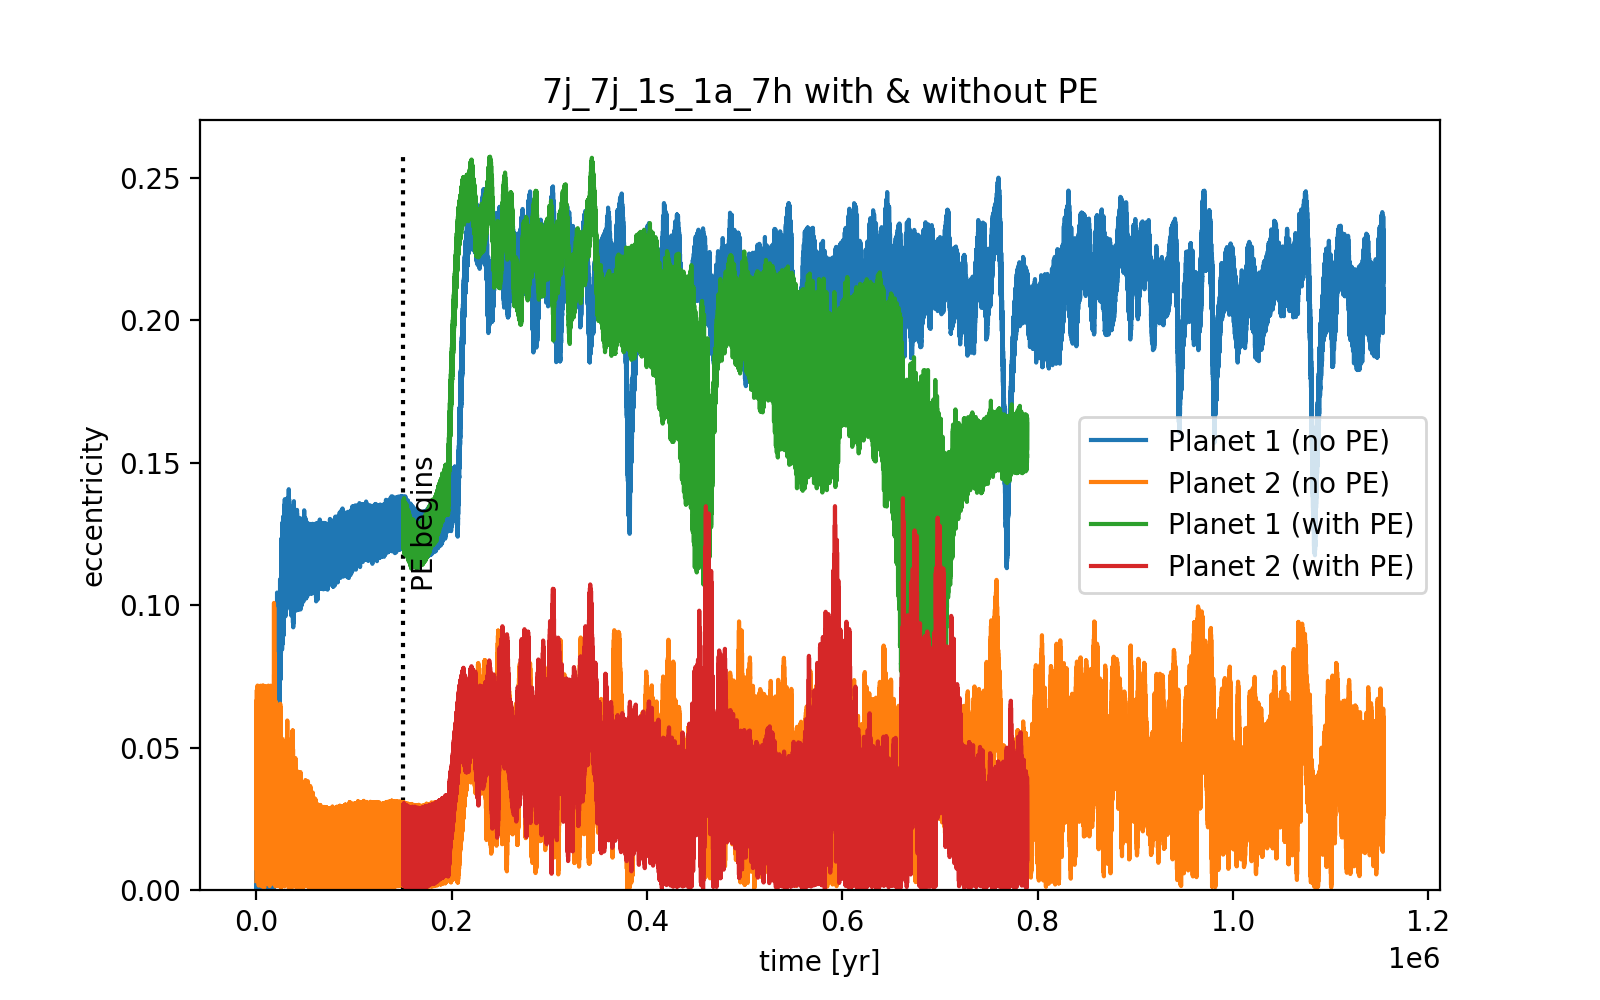 7j_7j_1s_1a_7h with & without PE
eccentricity
0.25
0.20
0.15
0.10
0.05
0.00
PE begins
Planet 1 (no PE)
Planet 2 (no PE)
Planet 1 (with PE)
Planet 2 (with PE)
0.0 0.2 0.4 0.6 0.8 1.0 1.2
time [yr]
1e6